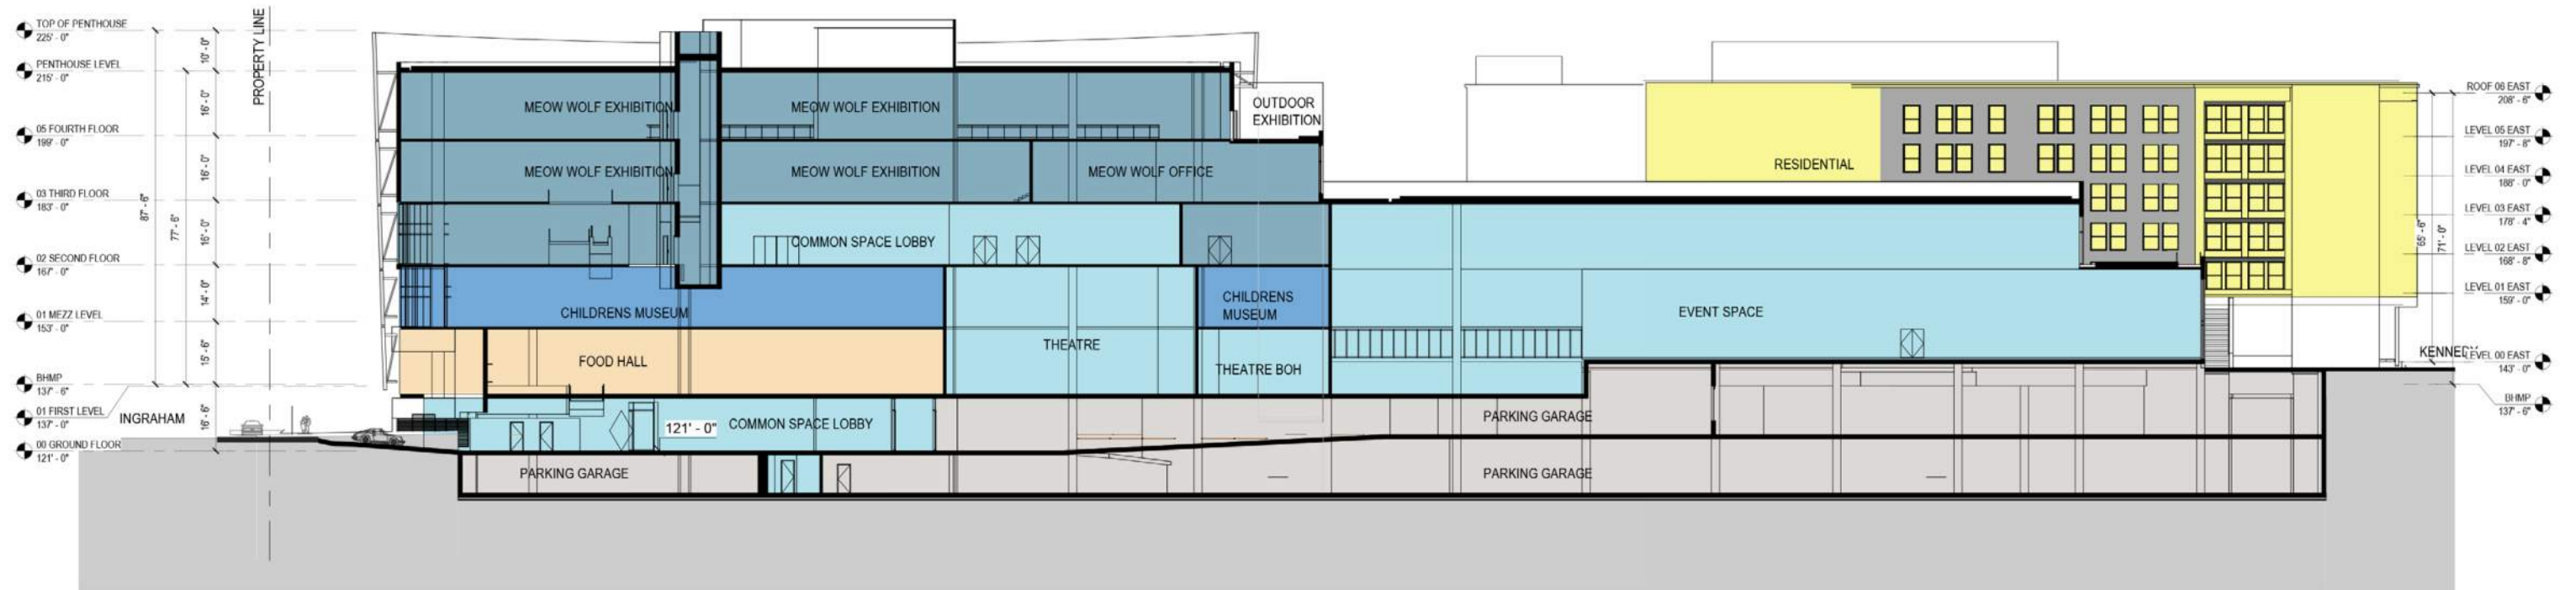 TOP OF PENTHOUSE
225' - 0"
PENTHOUSE LEVEL
215' - 0"
05 FOURTH FLOOR
199' - 0"
03 THIRD FLOOR
183' - 0"
02 SECOND FLOOR
167' - 0"
01 MEZZ LEVEL
153' - 0"
BHMP
137' - 6"
01 FIRST LEVEL
137' - 0"
00 GROUND FLOOR
121' - 0"
87' - 6"
77' - 6"
10' - 0"
16' - 0"
16' - 0"
16' - 0"
14' - 0"
15' - 6"
16' - 6"
PROPERTY LINE
INGRAHAM
MEOW WOLF EXHIBITION
MEOW WOLF EXHIBITION
OUTDOOR
EXHIBITION
MEOW WOLF EXHIBITION
MEOW WOLF EXHIBITION
MEOW WOLF OFFICE
COMMON SPACE LOBBY
CHILDRENS MUSEUM
CHILDRENS
MUSEUM
THEATRE
FOOD HALL
THEATRE BOH
EVENT SPACE
RESIDENTIAL
121' - 0"
COMMON SPACE LOBBY
PARKING GARAGE
PARKING GARAGE
PARKING GARAGE
KENNEDY
65' - 6"
71' - 0"
ROOF 06 EAST
208' - 6"
LEVEL 05 EAST
197' - 8"
LEVEL 04 EAST
188' - 0"
LEVEL 03 EAST
178' - 4"
LEVEL 02 EAST
168' - 8"
LEVEL 01 EAST
159' - 0"
LEVEL 00 EAST
143' - 0"
BHMP
137' - 6"